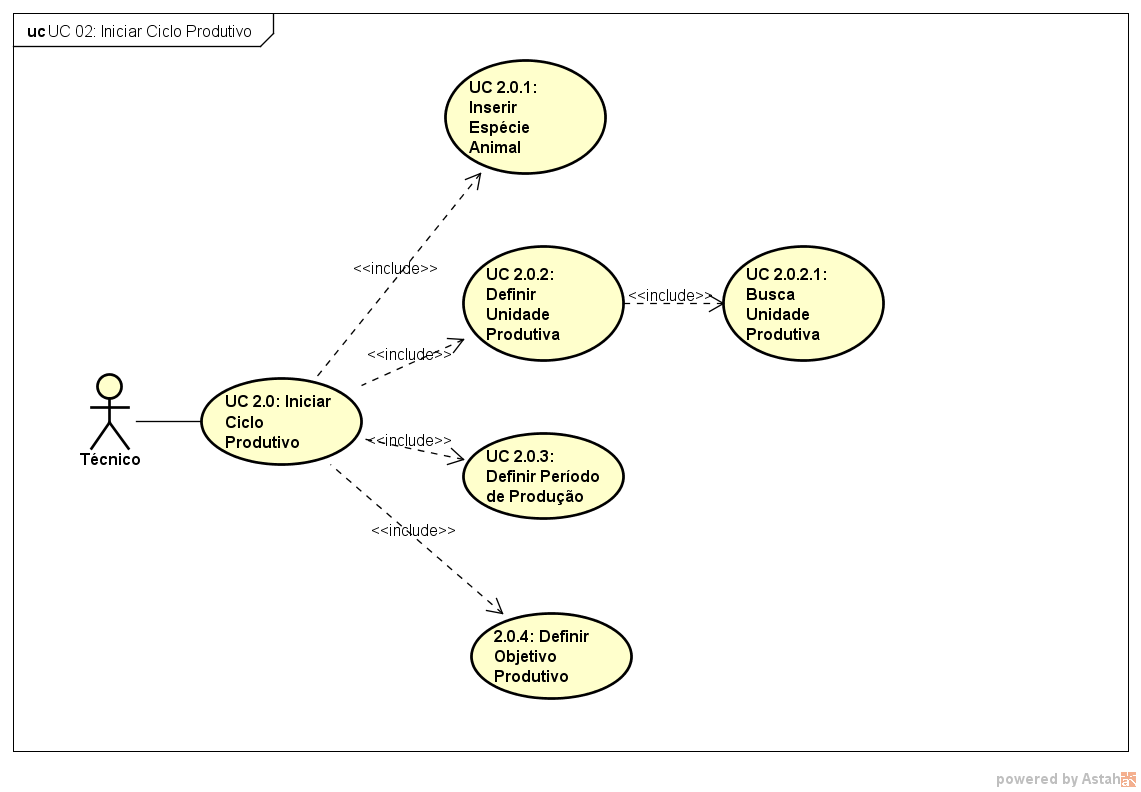 uc UC 02: Iniciar Ciclo Produtivo
UC 2.0.1:
Inserir
Espécie
Animal
<<include>>
UC 2.0.2:
Definir
Unidade
Produtiva
<<include>>
UC 2.0.2.1:
Busca
Unidade
Produtiva
<<include>>
UC 2.0: Iniciar
Ciclo
Produtivo
Técnico
<<include>>
UC 2.0.3:
Definir Período
de Produção
<<include>>
2.0.4: Definir
Objetivo
Produtivo
powered by Astah